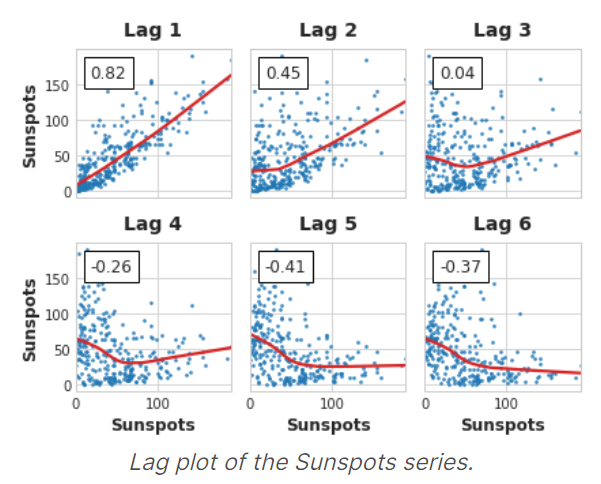 Lag 1 Lag 2 Lag 3
0.82 0.45 0.04
150
100
50
0
Sunspots
Lag 4 Lag 5 Lag 6
-0.26 -0.41 -0.37
150
100
50
0
Sunspots
0 100 0 100 0 100
Sunspots Sunspots Sunspots
Lag plot of the Sunspots series.